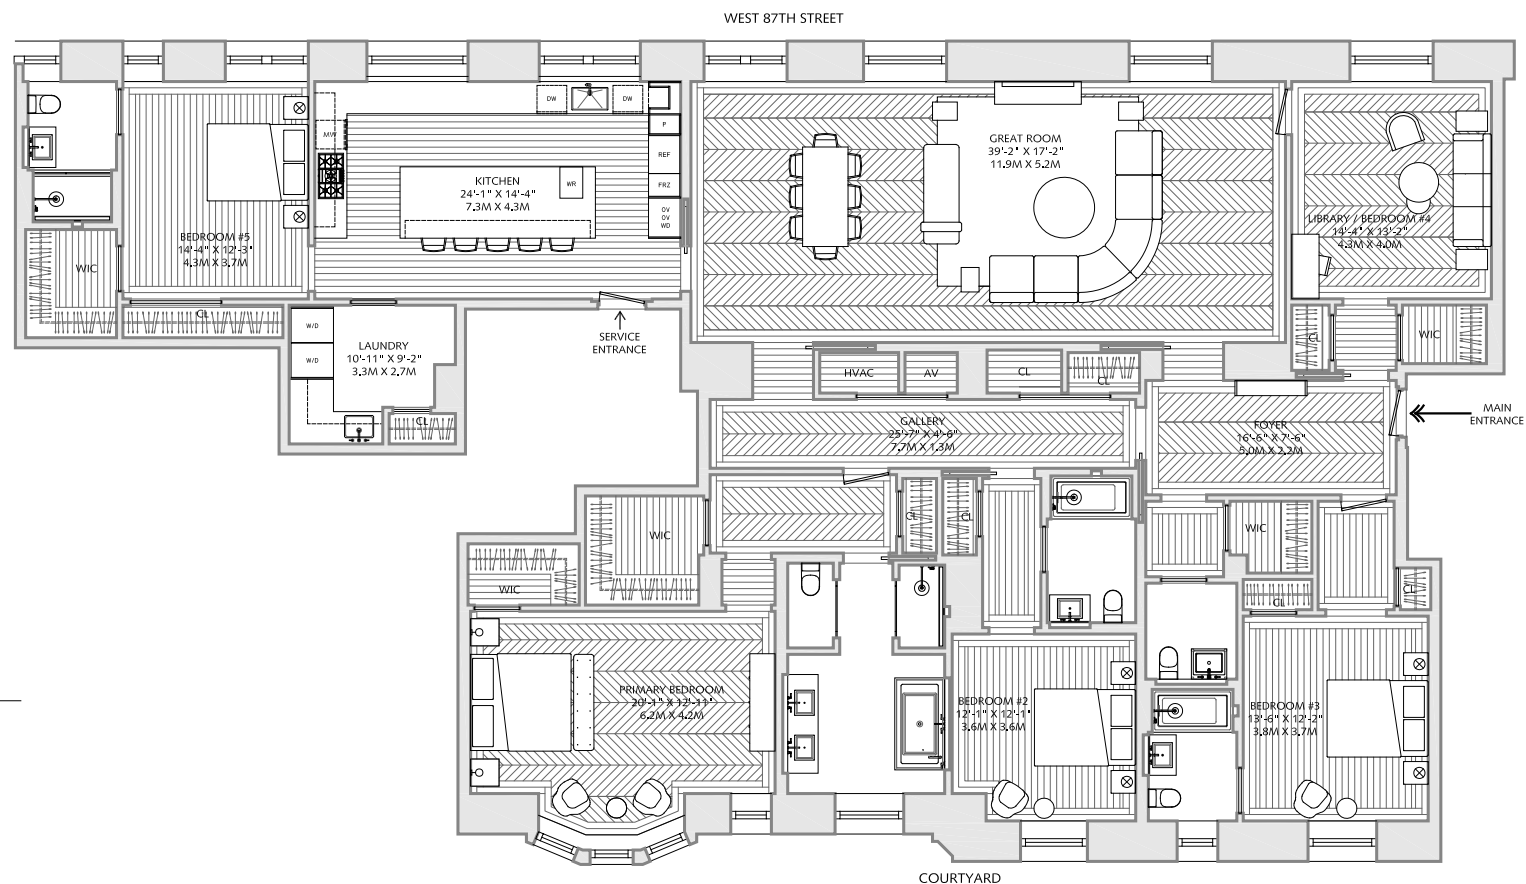 WEST 87TH STREET
DW
DW
MW
P
REF
FRZ
OV
OV
WD
WR
KITCHEN
24'-1" X 14'-4"
7.3M X 4.3M
GREAT ROOM
39'-2" X 17'-2"
11.9M X 5.2M
LIBRARY / BEDROOM #4
14'-4" X 13'-2"
4.3M X 4.0M
BEDROOM #5
14'-4" X 12'-3"
4.3M X 3.7M
WIC
CL
W/D
W/D
LAUNDRY
10'-11" X 9'-2"
3.3M X 2.7M
CL
SERVICE
ENTRANCE
HVAC
AV
CL
CL
CL
WIC
GALLERY
25'-7" X 4'-6"
7.7M X 1.3M
FOYER
16'-6" X 7'-6"
5.0M X 2.2M
MAIN
ENTRANCE
WIC
WIC
CL
CL
WIC
CL
CL
PRIMARY BEDROOM
20'-1" X 12'-11"
6.2M X 4.2M
BEDROOM #2
12'-1" X 12'-1"
3.6M X 3.6M
BEDROOM #3
13'-6" X 12'-2"
3.8M X 3.7M
COURTYARD